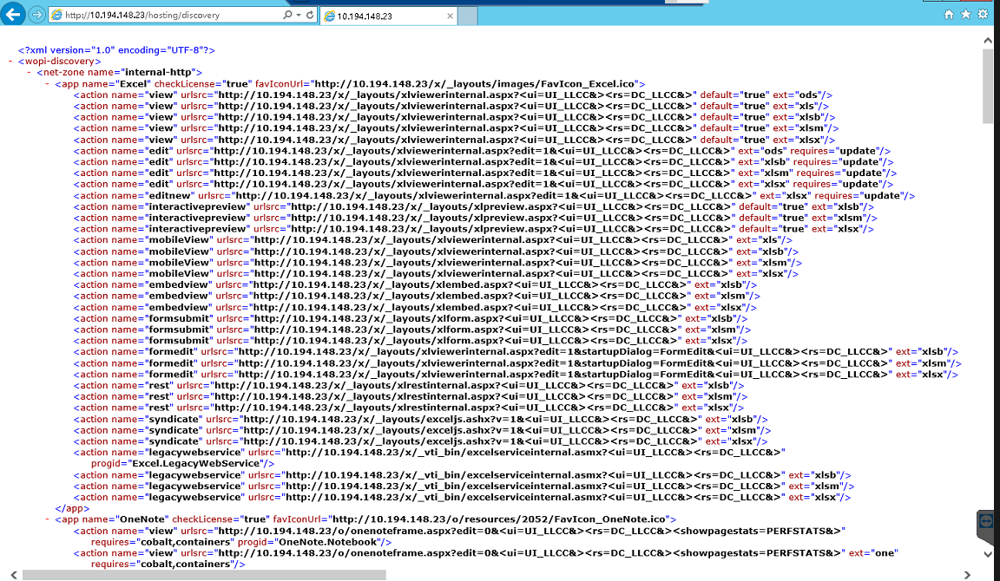 http://10.194.148.23/hosting/discovery
10.194.148.23
<?xml version="1.0" encoding="UTF-8"?>
- <wopi-discovery>
- <net-zone name="internal-http">
- <app name="Excel" checkLicense="true" favIconUrl="http://10.194.148.23/x/_layouts/images/FavIcon_Excel.ico">
<action name="view" urlsrc="http://10.194.148.23/x/_layouts/xlviewerinternal.aspx?<ui=UI_LLCC&><rs=DC_LLCC&>" default="true" ext="ods"/>
<action name="view" urlsrc="http://10.194.148.23/x/_layouts/xlviewerinternal.aspx?<ui=UI_LLCC&><rs=DC_LLCC&>" default="true" ext="xls"/>
<action name="view" urlsrc="http://10.194.148.23/x/_layouts/xlviewerinternal.aspx?<ui=UI_LLCC&><rs=DC_LLCC&>" default="true" ext="xlsb"/>
<action name="view" urlsrc="http://10.194.148.23/x/_layouts/xlviewerinternal.aspx?<ui=UI_LLCC&><rs=DC_LLCC&>" default="true" ext="xlsm"/>
<action name="view" urlsrc="http://10.194.148.23/x/_layouts/xlviewerinternal.aspx?<ui=UI_LLCC&><rs=DC_LLCC&>" default="true" ext="xlsx"/>
<action name="edit" urlsrc="http://10.194.148.23/x/_layouts/xlviewerinternal.aspx?edit=1&<ui=UI_LLCC&><rs=DC_LLCC&>" ext="ods" requires="update"/>
<action name="edit" urlsrc="http://10.194.148.23/x/_layouts/xlviewerinternal.aspx?edit=1&<ui=UI_LLCC&><rs=DC_LLCC&>" ext="xlsb" requires="update"/>
<action name="edit" urlsrc="http://10.194.148.23/x/_layouts/xlviewerinternal.aspx?edit=1&<ui=UI_LLCC&><rs=DC_LLCC&>" ext="xlsm" requires="update"/>
<action name="edit" urlsrc="http://10.194.148.23/x/_layouts/xlviewerinternal.aspx?edit=1&<ui=UI_LLCC&><rs=DC_LLCC&>" ext="xlsx" requires="update"/>
<action name="editnew" urlsrc="http://10.194.148.23/x/_layouts/xlviewerinternal.aspx?edit=1&<ui=UI_LLCC&><rs=DC_LLCC&>" ext="xlsx" requires="update"/>
<action name="interactivepreview" urlsrc="http://10.194.148.23/x/_layouts/xlpreview.aspx?<ui=UI_LLCC&><rs=DC_LLCC&>" default="true" ext="xlsb"/>
<action name="interactivepreview" urlsrc="http://10.194.148.23/x/_layouts/xlpreview.aspx?<ui=UI_LLCC&><rs=DC_LLCC&>" default="true" ext="xlsm"/>
<action name="interactivepreview" urlsrc="http://10.194.148.23/x/_layouts/xlpreview.aspx?<ui=UI_LLCC&><rs=DC_LLCC&>" default="true" ext="xlsx"/>
<action name="mobileView" urlsrc="http://10.194.148.23/x/_layouts/xlviewerinternal.aspx?<ui=UI_LLCC&><rs=DC_LLCC&>" ext="xls"/>
<action name="mobileView" urlsrc="http://10.194.148.23/x/_layouts/xlviewerinternal.aspx?<ui=UI_LLCC&><rs=DC_LLCC&>" ext="xlsb"/>
<action name="mobileView" urlsrc="http://10.194.148.23/x/_layouts/xlviewerinternal.aspx?<ui=UI_LLCC&><rs=DC_LLCC&>" ext="xlsm"/>
<action name="mobileView" urlsrc="http://10.194.148.23/x/_layouts/xlviewerinternal.aspx?<ui=UI_LLCC&><rs=DC_LLCC&>" ext="xlsx"/>
<action name="embedview" urlsrc="http://10.194.148.23/x/_layouts/xlembed.aspx?<ui=UI_LLCC&><rs=DC_LLCC&>" ext="xlsb"/>
<action name="embedview" urlsrc="http://10.194.148.23/x/_layouts/xlembed.aspx?<ui=UI_LLCC&><rs=DC_LLCC&>" ext="xlsm"/>
<action name="embedview" urlsrc="http://10.194.148.23/x/_layouts/xlembed.aspx?<ui=UI_LLCC&><rs=DC_LLCC&>" ext="xlsx"/>
<action name="formsubmit" urlsrc="http://10.194.148.23/x/_layouts/xlform.aspx?<ui=UI_LLCC&><rs=DC_LLCC&>" ext="xlsb"/>
<action name="formsubmit" urlsrc="http://10.194.148.23/x/_layouts/xlform.aspx?<ui=UI_LLCC&><rs=DC_LLCC&>" ext="xlsm"/>
<action name="formsubmit" urlsrc="http://10.194.148.23/x/_layouts/xlform.aspx?<ui=UI_LLCC&><rs=DC_LLCC&>" ext="xlsx"/>
<action name="formedit" urlsrc="http://10.194.148.23/x/_layouts/xlviewerinternal.aspx?edit=1&startupDialog=FormEdit&<ui=UI_LLCC&><rs=DC_LLCC&>" ext="xlsb"/>
<action name="formedit" urlsrc="http://10.194.148.23/x/_layouts/xlviewerinternal.aspx?edit=1&startupDialog=FormEdit&<ui=UI_LLCC&><rs=DC_LLCC&>" ext="xlsm"/>
<action name="formedit" urlsrc="http://10.194.148.23/x/_layouts/xlviewerinternal.aspx?edit=1&startupDialog=FormEdit&<ui=UI_LLCC&><rs=DC_LLCC&>" ext="xlsx"/>
<action name="rest" urlsrc="http://10.194.148.23/x/_layouts/xlrestinternal.aspx?<ui=UI_LLCC&><rs=DC_LLCC&>" ext="xlsb"/>
<action name="rest" urlsrc="http://10.194.148.23/x/_layouts/xlrestinternal.aspx?<ui=UI_LLCC&><rs=DC_LLCC&>" ext="xlsm"/>
<action name="rest" urlsrc="http://10.194.148.23/x/_layouts/xlrestinternal.aspx?<ui=UI_LLCC&><rs=DC_LLCC&>" ext="xlsx"/>
<action name="syndicate" urlsrc="http://10.194.148.23/x/_layouts/exceljs.ashx?v=1&<ui=UI_LLCC&><rs=DC_LLCC&>" ext="xlsb"/>
<action name="syndicate" urlsrc="http://10.194.148.23/x/_layouts/exceljs.ashx?v=1&<ui=UI_LLCC&><rs=DC_LLCC&>" ext="xlsm"/>
<action name="syndicate" urlsrc="http://10.194.148.23/x/_layouts/exceljs.ashx?v=1&<ui=UI_LLCC&><rs=DC_LLCC&>" ext="xlsx"/>
<action name="legacywebservice" urlsrc="http://10.194.148.23/x/_vti_bin/excelserviceinternal.asmx?<ui=UI_LLCC&><rs=DC_LLCC&>"
progid="Excel.LegacyWebService"/>
<action name="legacywebservice" urlsrc="http://10.194.148.23/x/_vti_bin/excelserviceinternal.asmx?<ui=UI_LLCC&><rs=DC_LLCC&>" ext="xlsb"/>
<action name="legacywebservice" urlsrc="http://10.194.148.23/x/_vti_bin/excelserviceinternal.asmx?<ui=UI_LLCC&><rs=DC_LLCC&>" ext="xlsm"/>
<action name="legacywebservice" urlsrc="http://10.194.148.23/x/_vti_bin/excelserviceinternal.asmx?<ui=UI_LLCC&><rs=DC_LLCC&>" ext="xlsx"/>
</app>
- <app name="OneNote" checkLicense="true" favIconUrl="http://10.194.148.23/o/resources/2052/FavIcon_OneNote.ico">
<action name="view" urlsrc="http://10.194.148.23/o/onenoteframe.aspx?edit=0&<ui=UI_LLCC&><rs=DC_LLCC&><showpagestats=PERFSTATS&>"
requires="cobalt,containers" progid="OneNote.Notebook"/>
<action name="view" urlsrc="http://10.194.148.23/o/onenoteframe.aspx?edit=0&<ui=UI_LLCC&><rs=DC_LLCC&><showpagestats=PERFSTATS&>" ext="one"
requires="cobalt,containers"/>